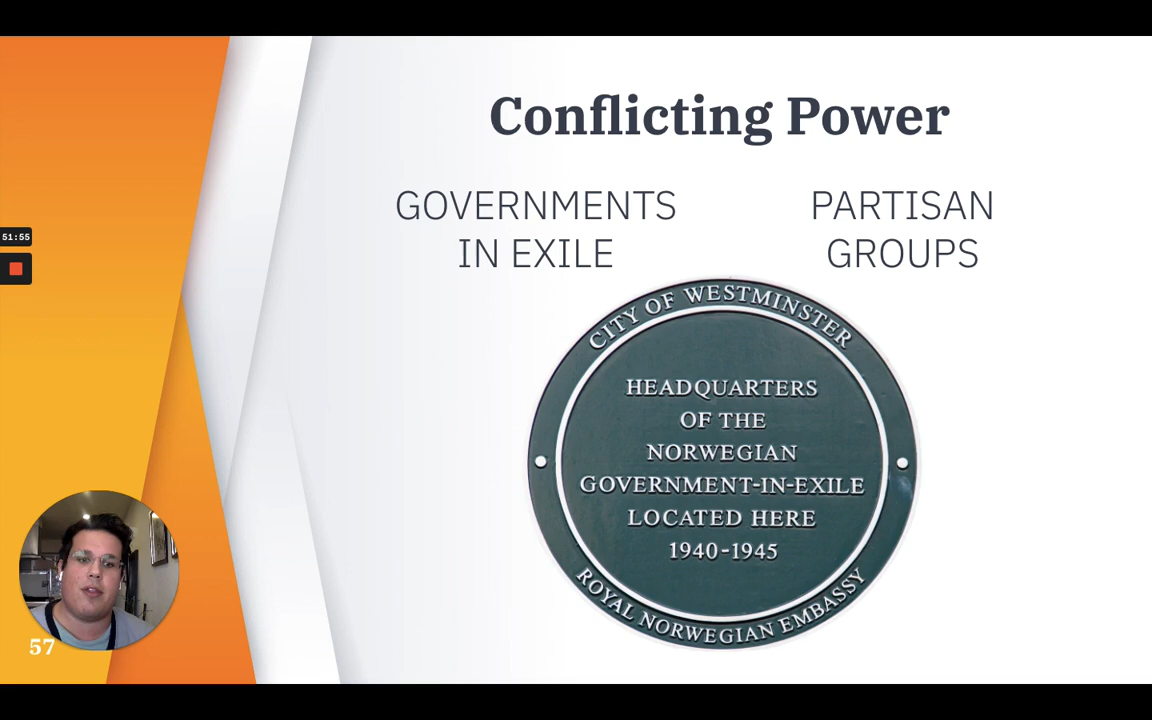 Conflicting Power
GOVERNMENTS
IN EXILE
PARTISAN
GROUPS
51:55
CITY OF WESTMINSTER
HEADQUARTERS
OF THE
NORWEGIAN
GOVERNMENT-IN-EXILE
LOCATED HERE
1940-1945
ROYAL NORWEGIAN EMBASSY
57